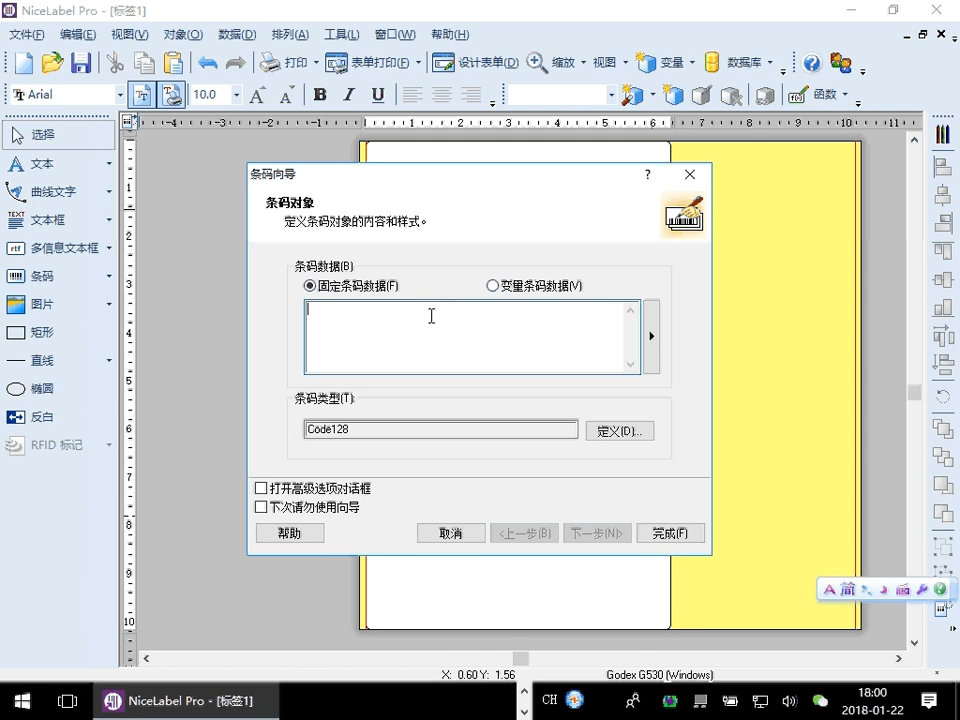 NiceLabel Pro - [标签1]
文件(F) 编辑(E) 视图(V) 对象(O) 数据(D) 排列(A) 工具(L) 窗口(W) 帮助(H)
打印 表单打印(F) 设计表单(D) 缩放 视图 变量 数据库
Arial 10.0 B I U 函数
选择
文本
曲线文字
TEXT 文本框
rtf 多信息文本框
条码
图片
矩形
直线
椭圆
反白
RFID 标记
条码向导
条码对象
定义条码对象的内容和样式。
条码数据(B)
固定条码数据(F) 变量条码数据(V)
条码类型(T):
Code128 定义(D)...
打开高级选项对话框
下次请勿使用向导
帮助 取消 <上一步(B) 下一步(N)> 完成(F)
A 简
X: 0.60 Y: 1.56 Godex G530 (Windows)
NiceLabel Pro - [标签1] CH 18:00
2018-01-22